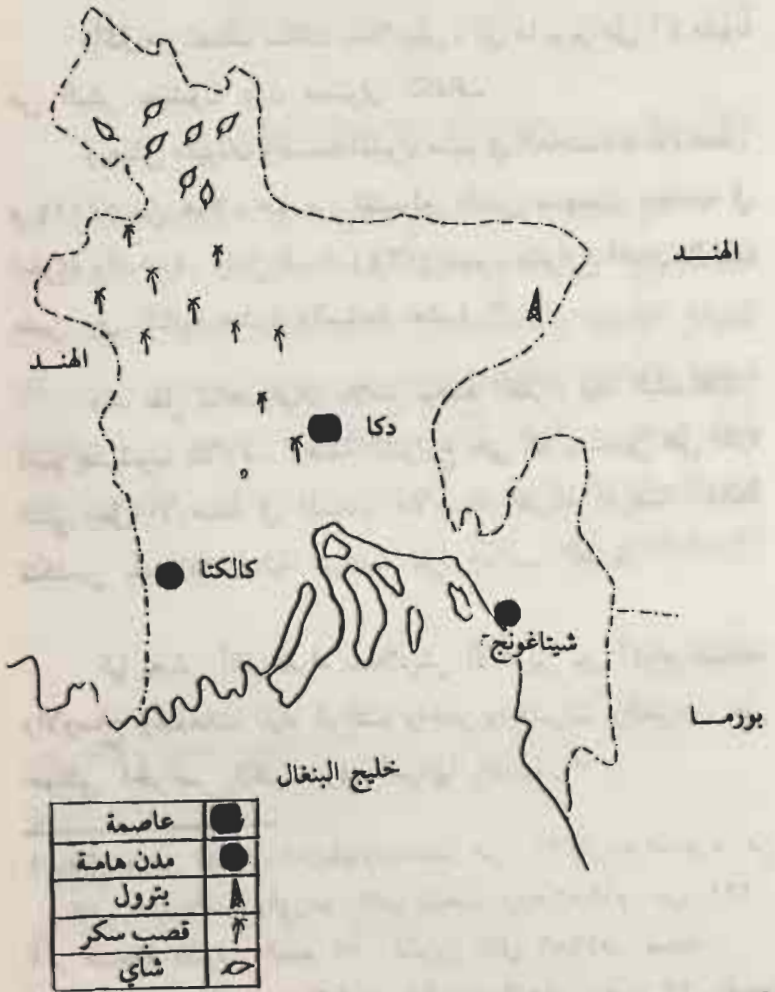 الهنـد
الهنـد
دكا
كالكتا
شيتاغونج
بورمـا
خليج البنغال
عاصمة
مدن هامة
بترول
قصب سكر
شاي